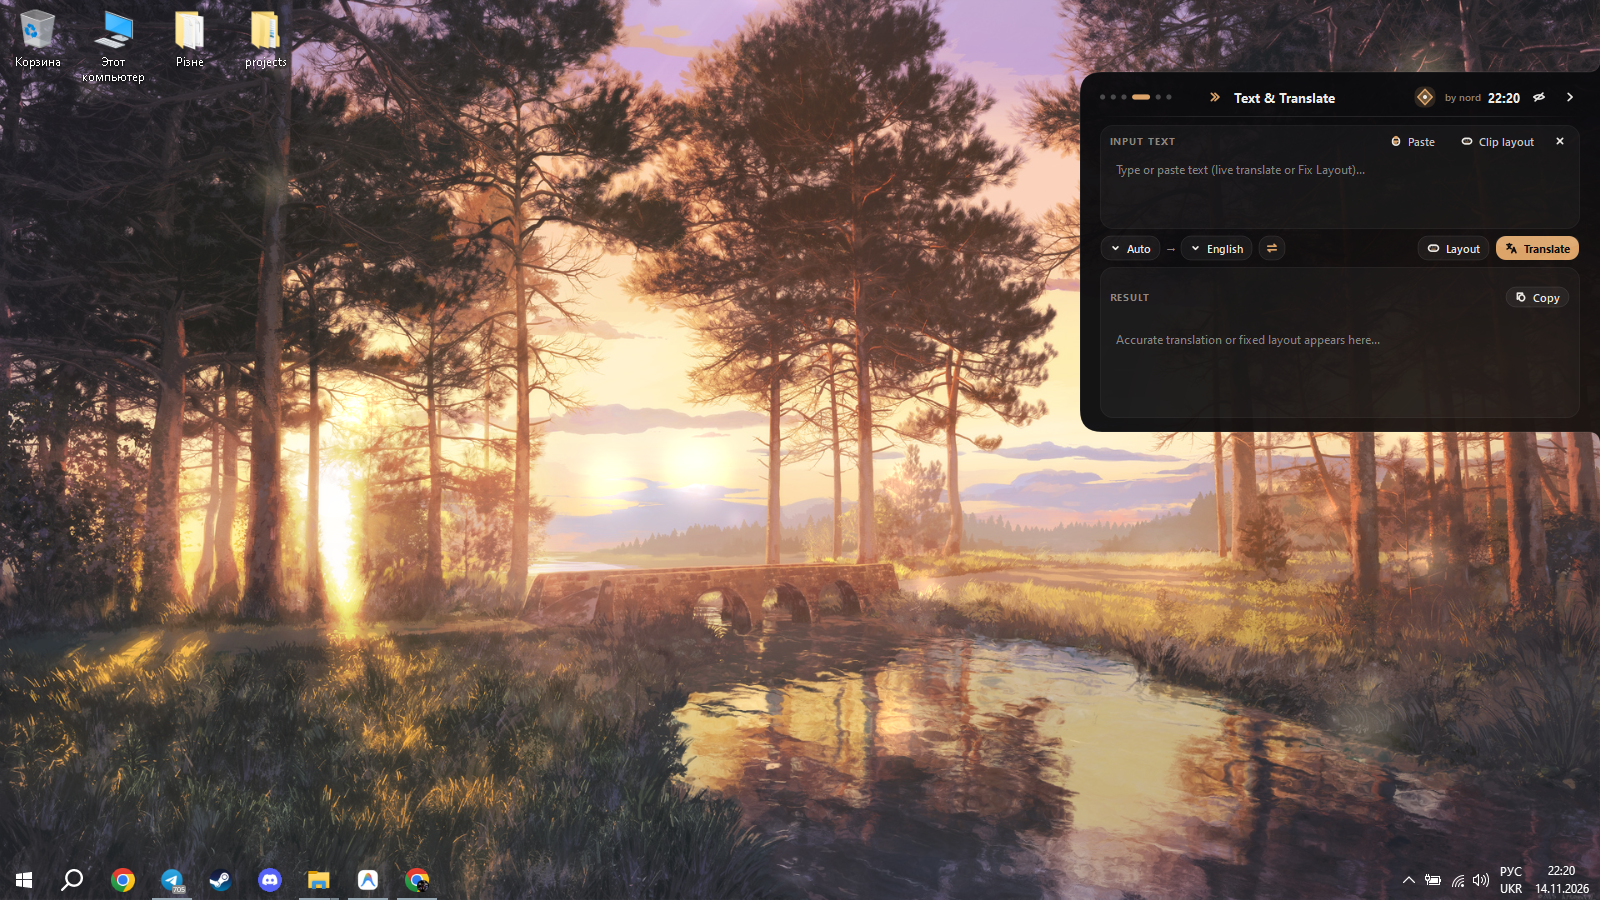 Корзина
Этот компьютер
Різне
projects
Text & Translate
by nord 22:20
INPUT TEXT
Paste
Clip layout
Type or paste text (live translate or Fix Layout)...
Auto → English
Layout
Translate
RESULT
Copy
Accurate translation or fixed layout appears here...
705
РУС
UKR
22:20
14.11.2026